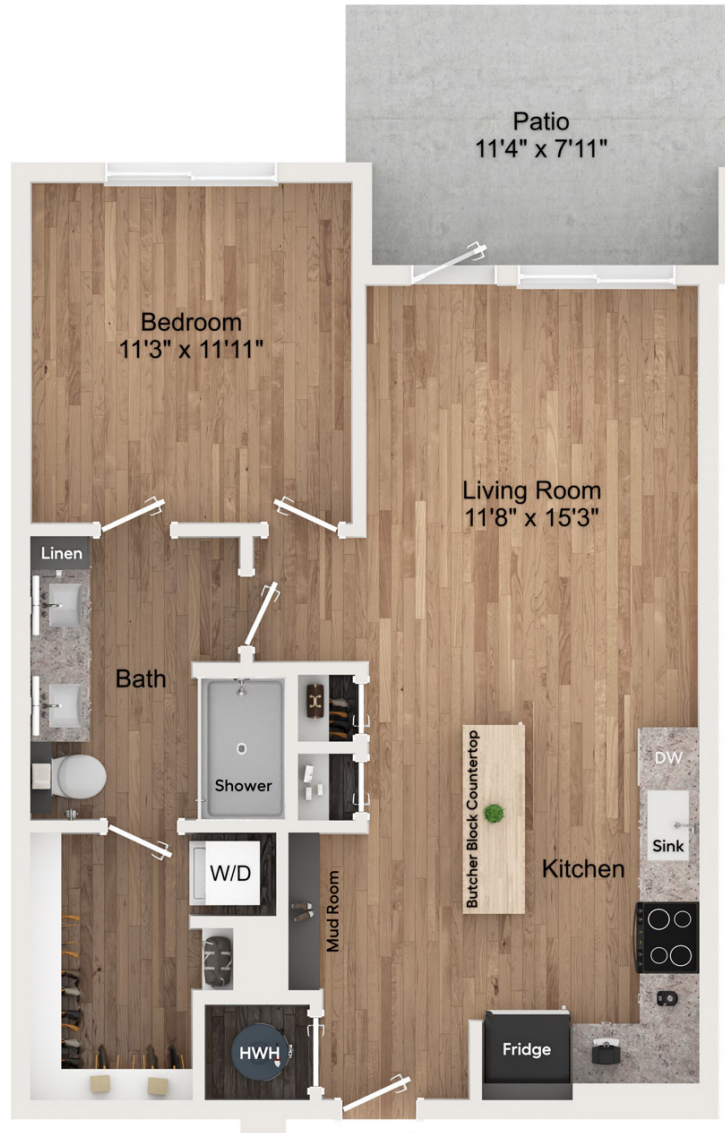 Patio
11'4" x 7'11"
Bedroom
11'3" x 11'11"
Living Room
11'8" x 15'3"
Linen
Bath
Shower
Butcher Block Countertop
DW
Sink
Kitchen
W/D
Mud Room
HWH
Fridge